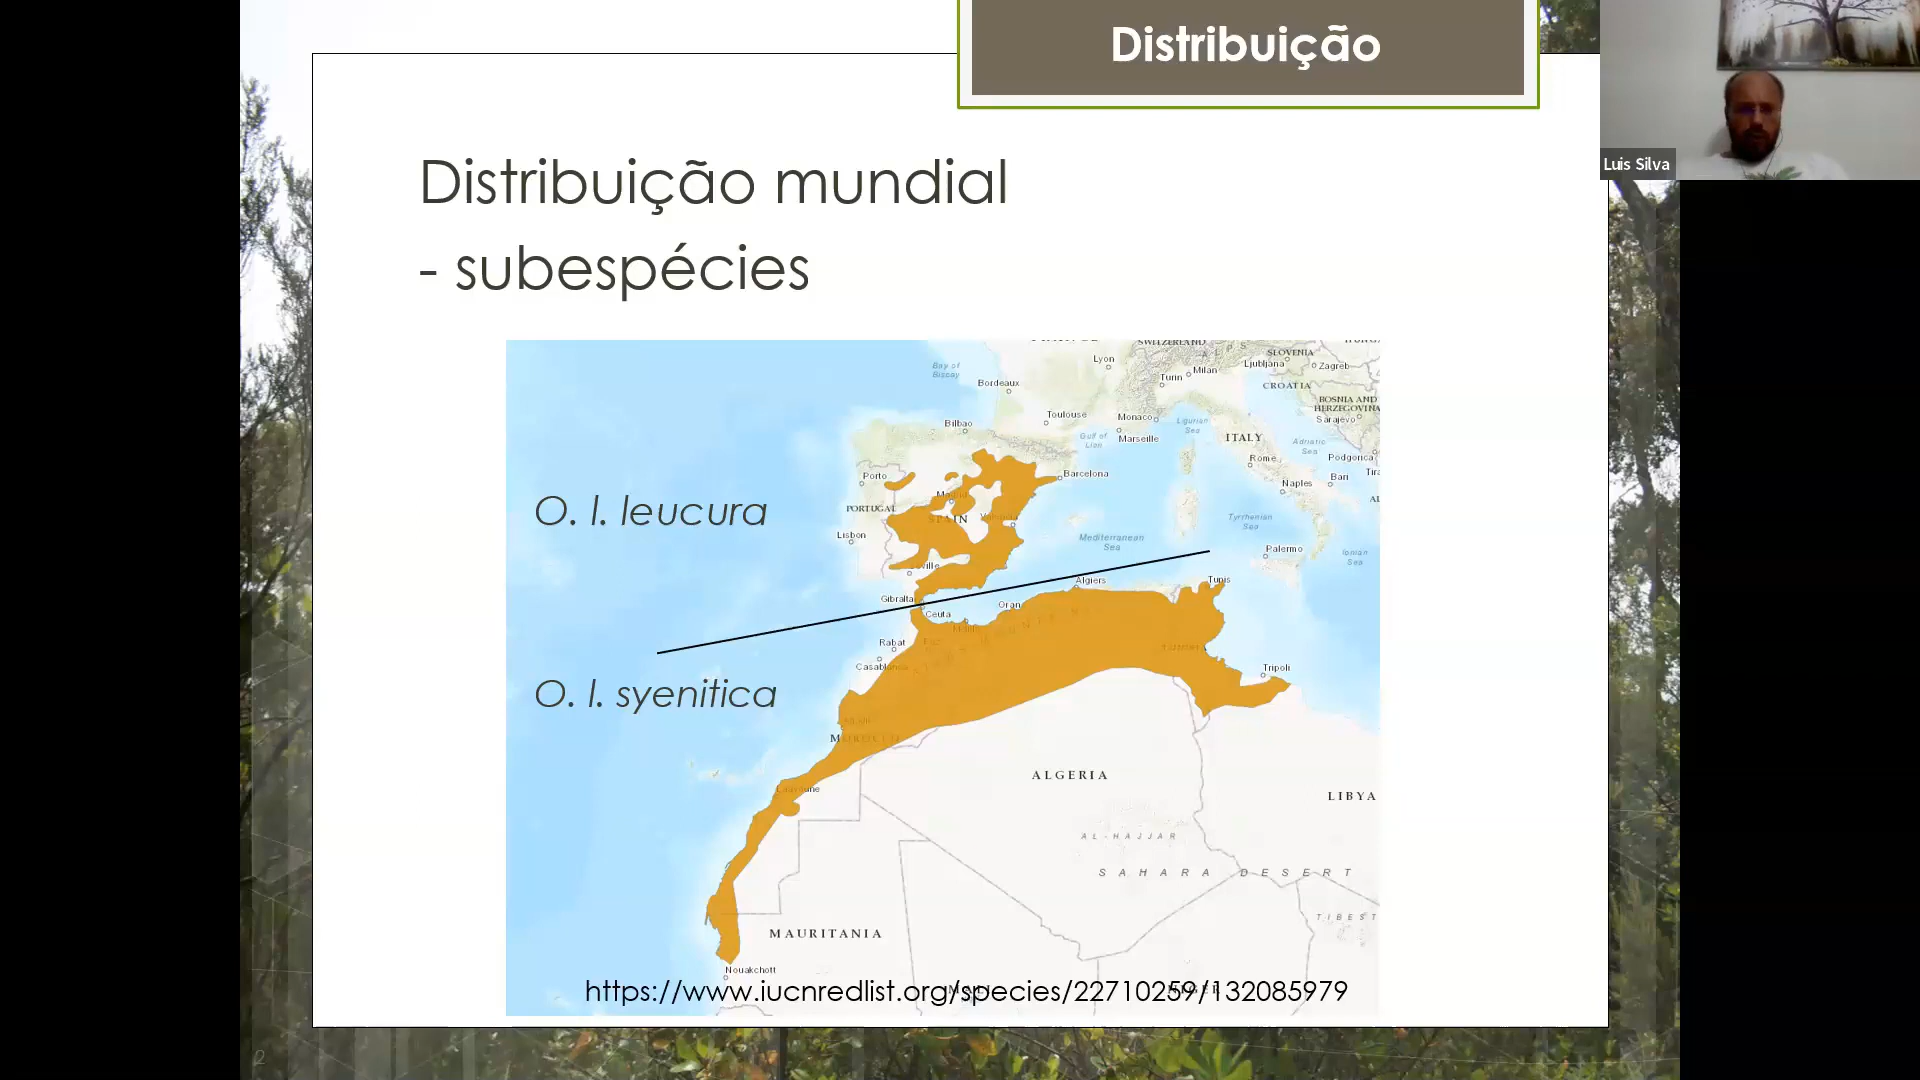 Distribuição
Luis Silva
Distribuição mundial
- subespécies
SWITZERLAND
Lyon
SLOVENIA
Bay of
Biscay
Turin
Milan
Ljubljana
Zagreb
Bordeaux
CROATIA
BOSNIA AND
HERZEGOVINA
Toulouse
Monaco
Ligurian
Sea
Sarajevo
Bilbao
Gulf of
Lion
Marseille
ITALY
Adriatic
Sea
Podgorica
Rome
Porto
Barcelona
Naples
Bari
Madrid
O. l. leucura
PORTUGAL
SPAIN
Valencia
Tyrrhenian
Sea
Lisbon
Mediterranean
Sea
Palermo
Ionian
Sea
Algiers
Tunis
Gibraltar
Ceuta
Oran
Rabat
Casablanca
Tripoli
O. l. syenitica
MOROCCO
ALGERIA
Laayoune
LIBYA
AL-HAJJAR
SAHARA DESERT
TIBEST
MAURITANIA
Nouakchott
https://www.iucnredlist.org/species/22710259/132085979
2